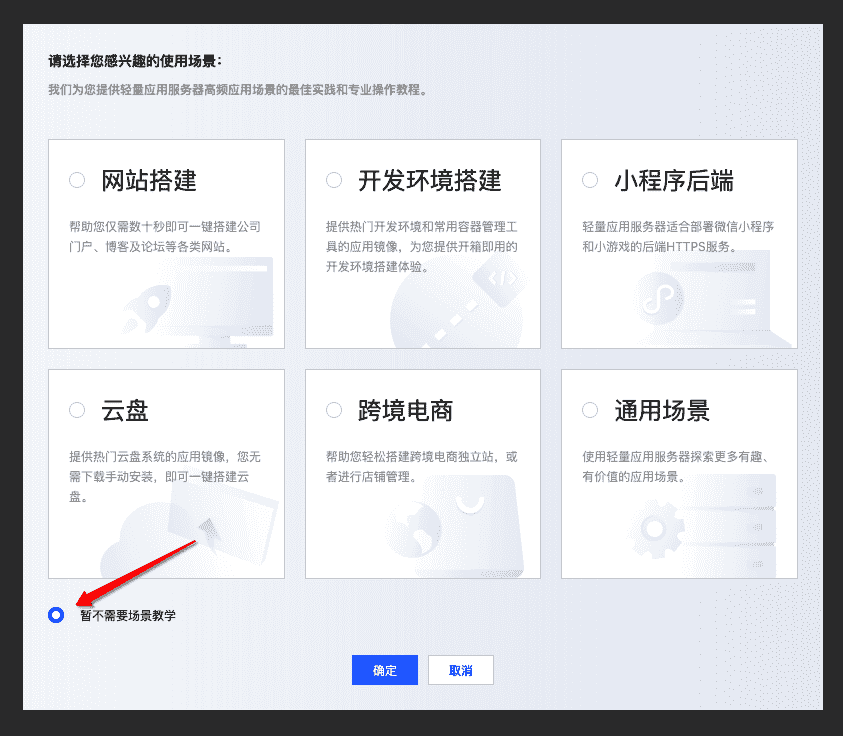 请选择您感兴趣的使用场景：
我们为您提供轻量应用服务器高频应用场景的最佳实践和专业操作教程。
网站搭建
帮助您仅需数十秒即可一键搭建公司
门户、博客及论坛等各类网站。
开发环境搭建
提供热门开发环境和常用容器管理工
具的应用镜像，为您提供开箱即用的
开发环境搭建体验。
小程序后端
轻量应用服务器适合部署微信小程序
和小游戏的后端HTTPS服务。
云盘
提供热门云盘系统的应用镜像，您无
需下载手动安装，即可一键搭建云
盘。
跨境电商
帮助您轻松搭建跨境电商独立站，或
者进行店铺管理。
通用场景
使用轻量应用服务器探索更多有趣、
有价值的应用场景。
暂不需要场景教学
确定
取消